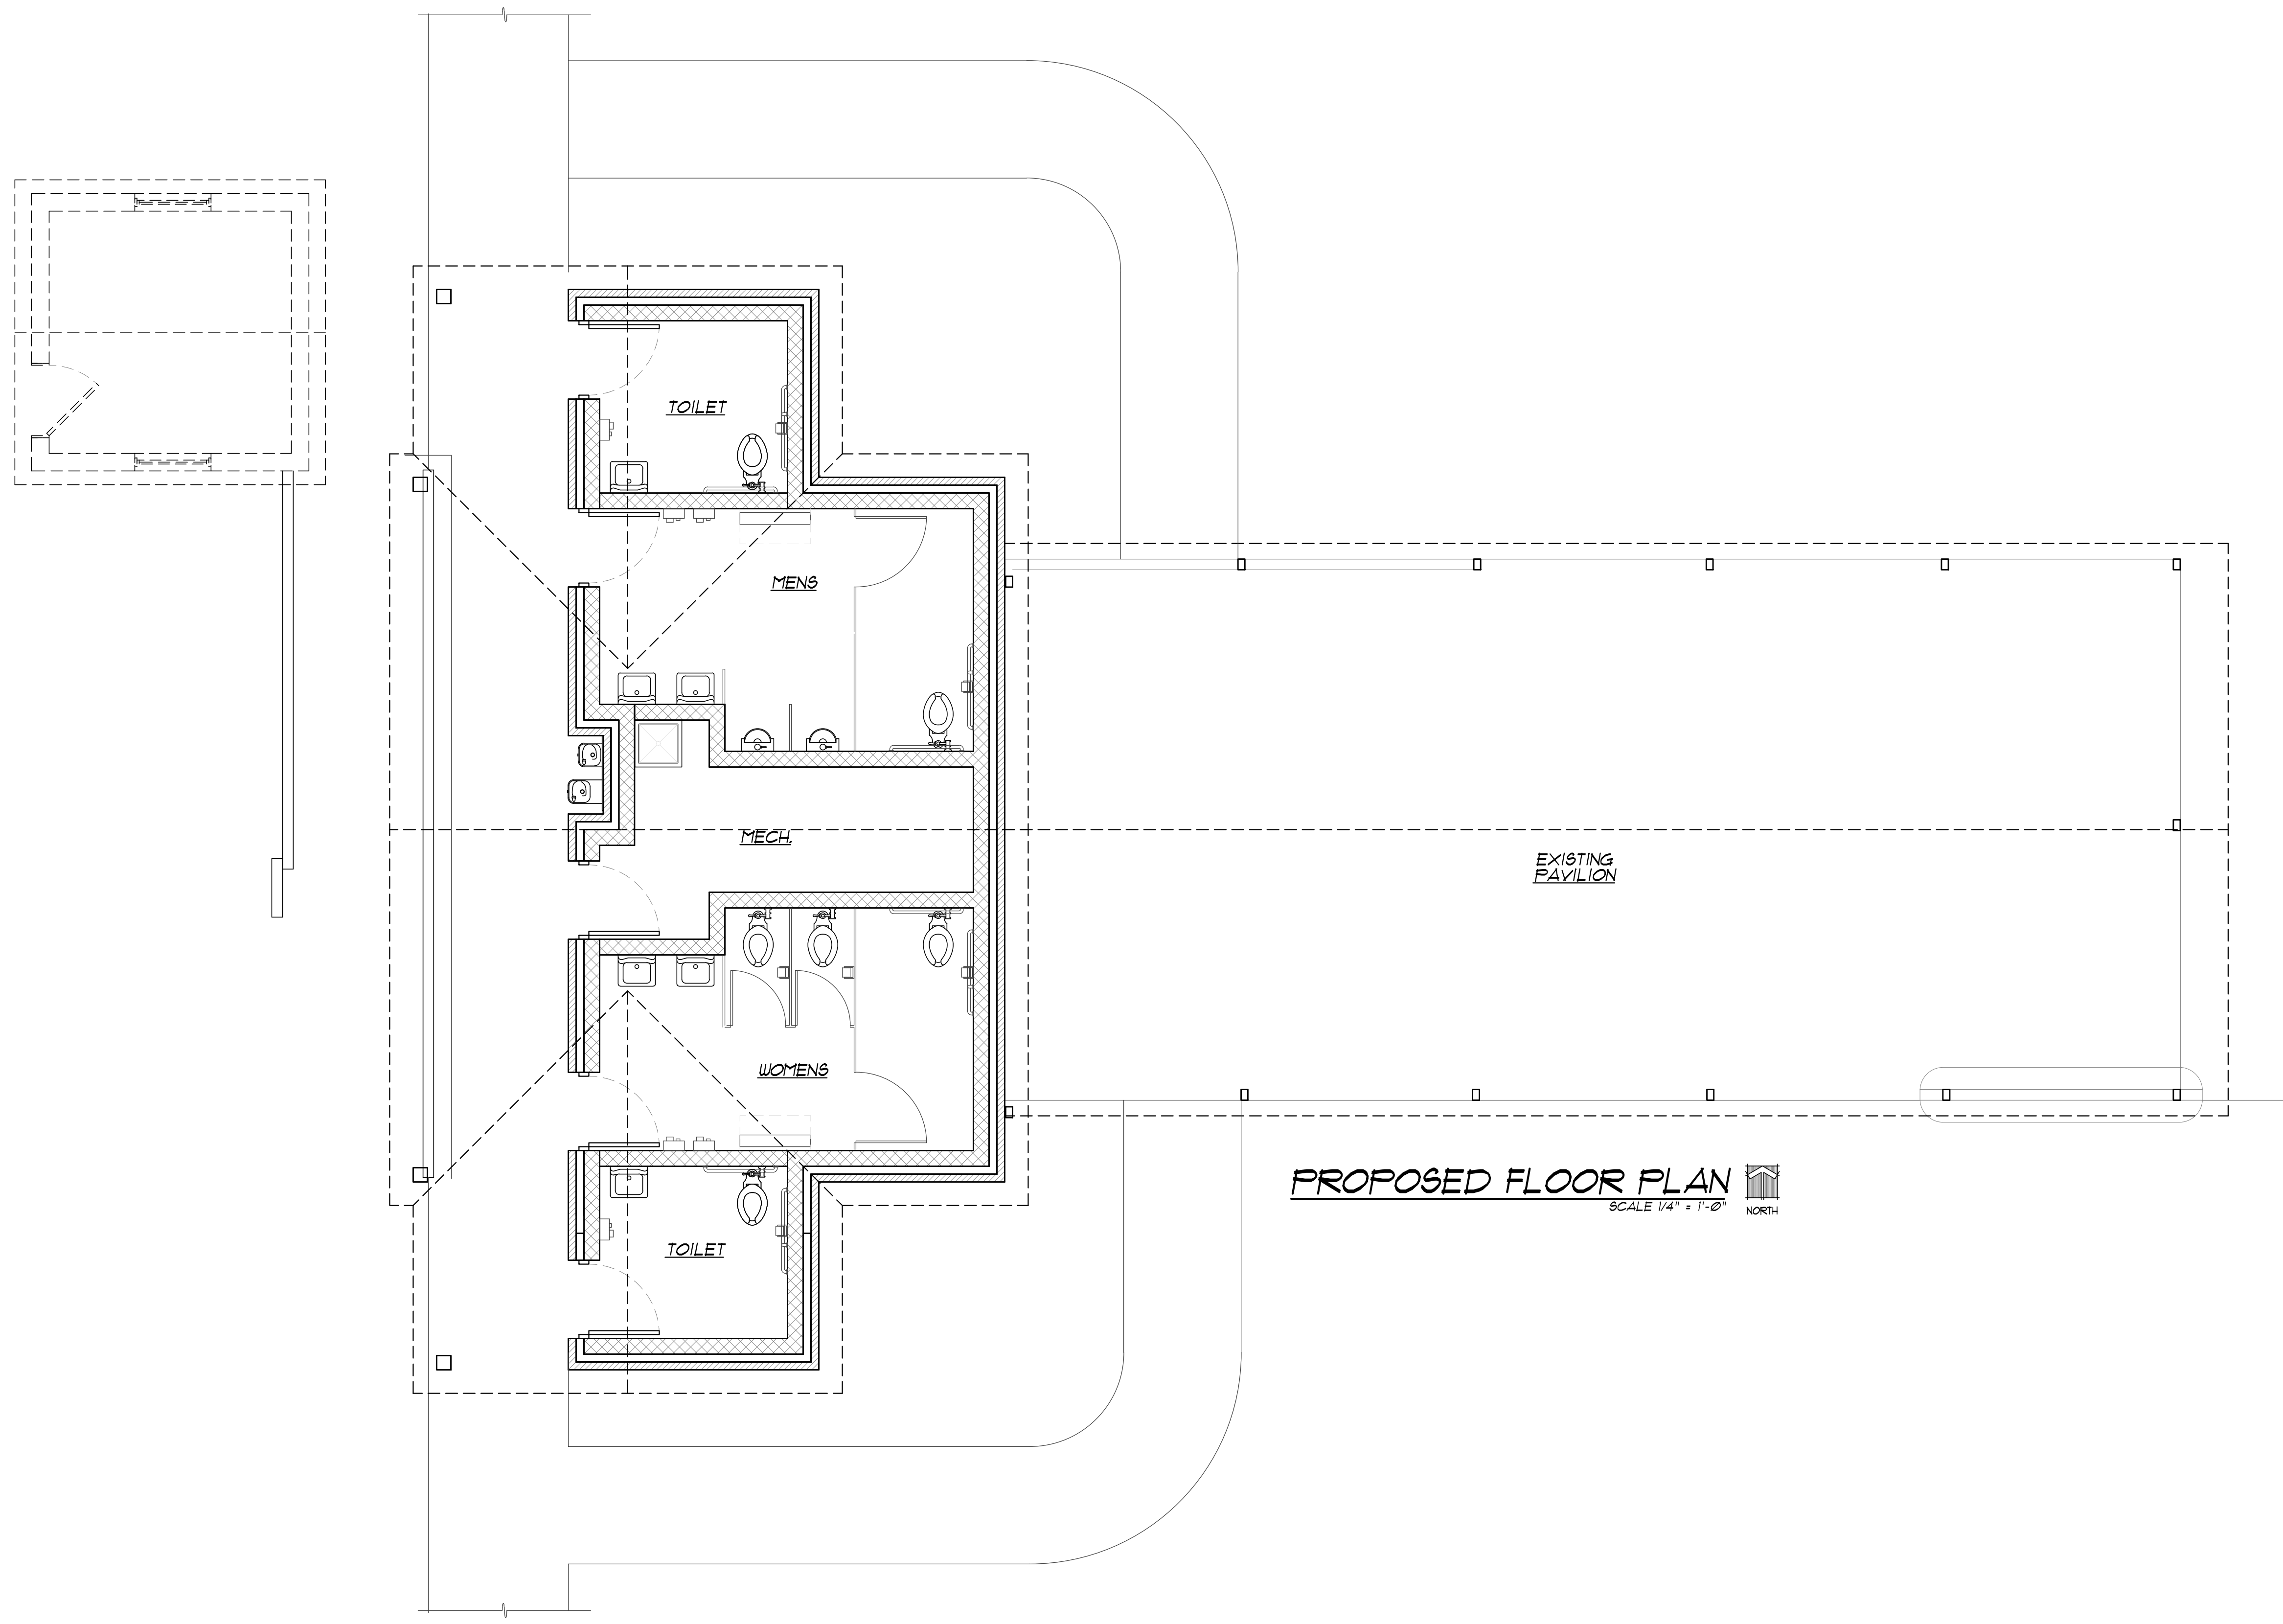 TOILET
MENS
MECH.
EXISTING
PAVILION
WOMENS
PROPOSED FLOOR PLAN
SCALE 1/4" = 1'-0"
NORTH
TOILET